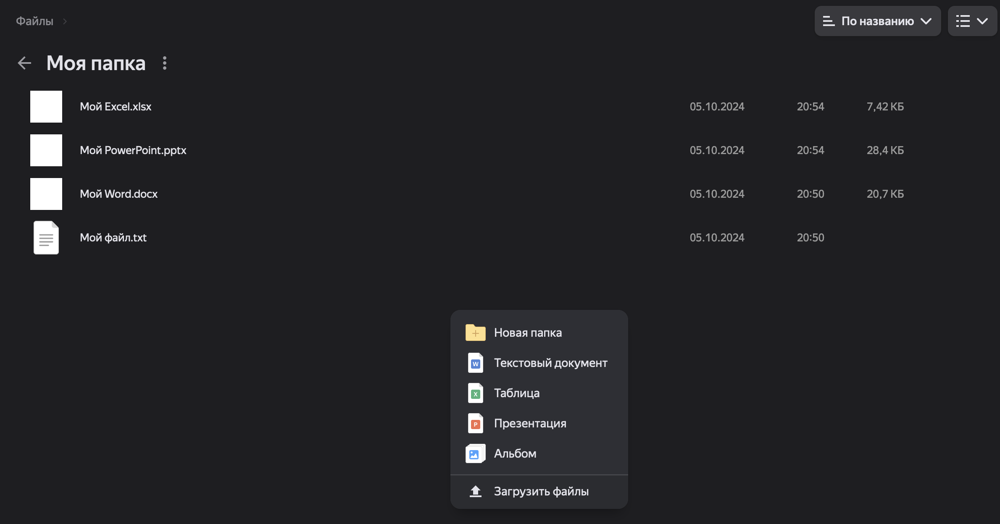 Файлы
По названию
Моя папка
Мой Excel.xlsx 05.10.2024 20:54 7,42 КБ
Мой PowerPoint.pptx 05.10.2024 20:54 28,4 КБ
Мой Word.docx 05.10.2024 20:50 20,7 КБ
Мой файл.txt 05.10.2024 20:50
Новая папка
W Текстовый документ
X Таблица
P Презентация
Альбом
Загрузить файлы